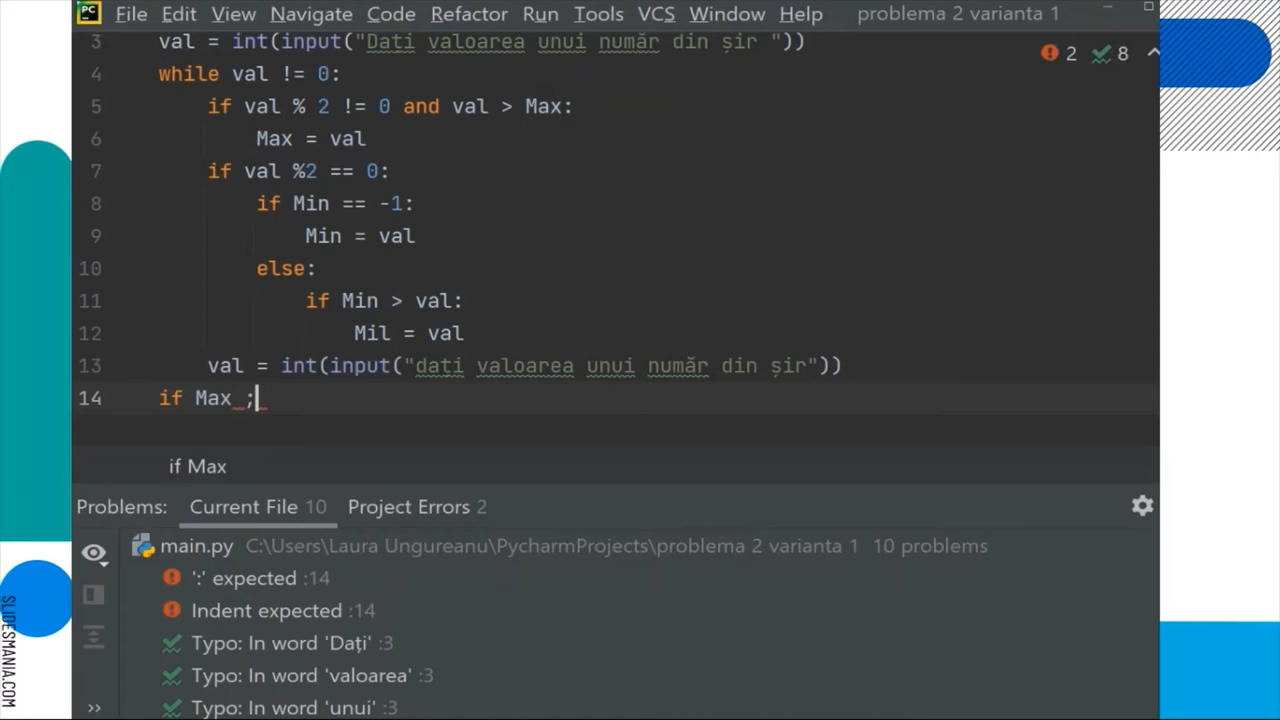 PC File Edit View Navigate Code Refactor Run Tools VCS Window Help problema 2 varianta 1
3 val = int(input("Dați valoarea unui număr din șir "))
2 8
4 while val != 0:
5 if val % 2 != 0 and val > Max:
6 Max = val
7 if val %2 == 0:
8 if Min == -1:
9 Min = val
10 else:
11 if Min > val:
12 Mil = val
13 val = int(input("dați valoarea unui număr din șir"))
14 if Max ;
if Max
Problems: Current File 10 Project Errors 2
main.py C:\Users\Laura Ungureanu\PycharmProjects\problema 2 varianta 1 10 problems
':' expected :14
Indent expected :14
Typo: In word 'Dați' :3
Typo: In word 'valoarea' :3
Typo: In word 'unui' :3
SLIDESMANIA.COM